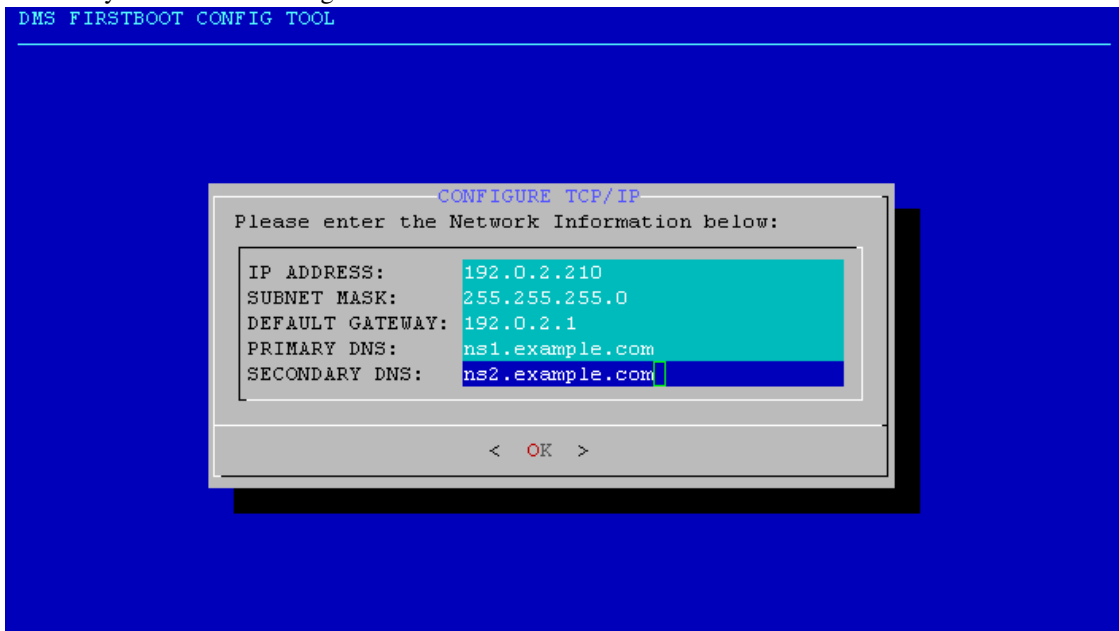 DMS FIRSTBOOT CONFIG TOOL
CONFIGURE TCP/IP
Please enter the Network Information below:
IP ADDRESS: 192.0.2.210
SUBNET MASK: 255.255.255.0
DEFAULT GATEWAY: 192.0.2.1
PRIMARY DNS: ns1.example.com
SECONDARY DNS: ns2.example.com
< OK >